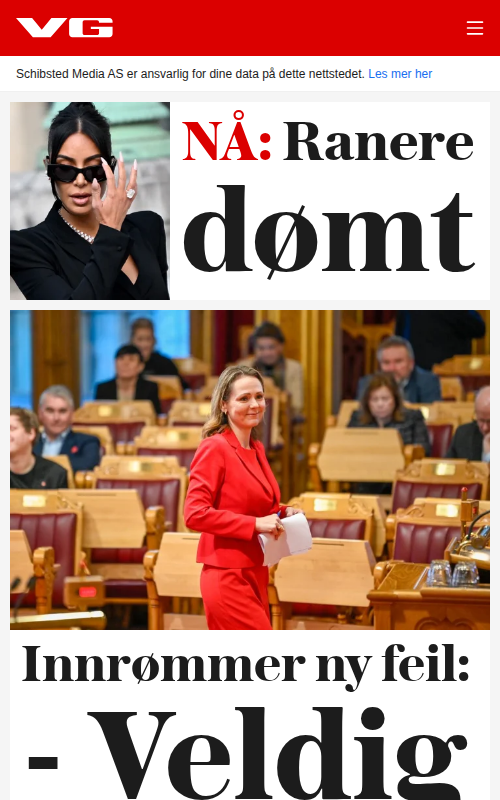 VG
Schibsted Media AS er ansvarlig for dine data på dette nettstedet. Les mer her
NÅ: Ranere
dømt
Innrømmer ny feil:
- Veldig